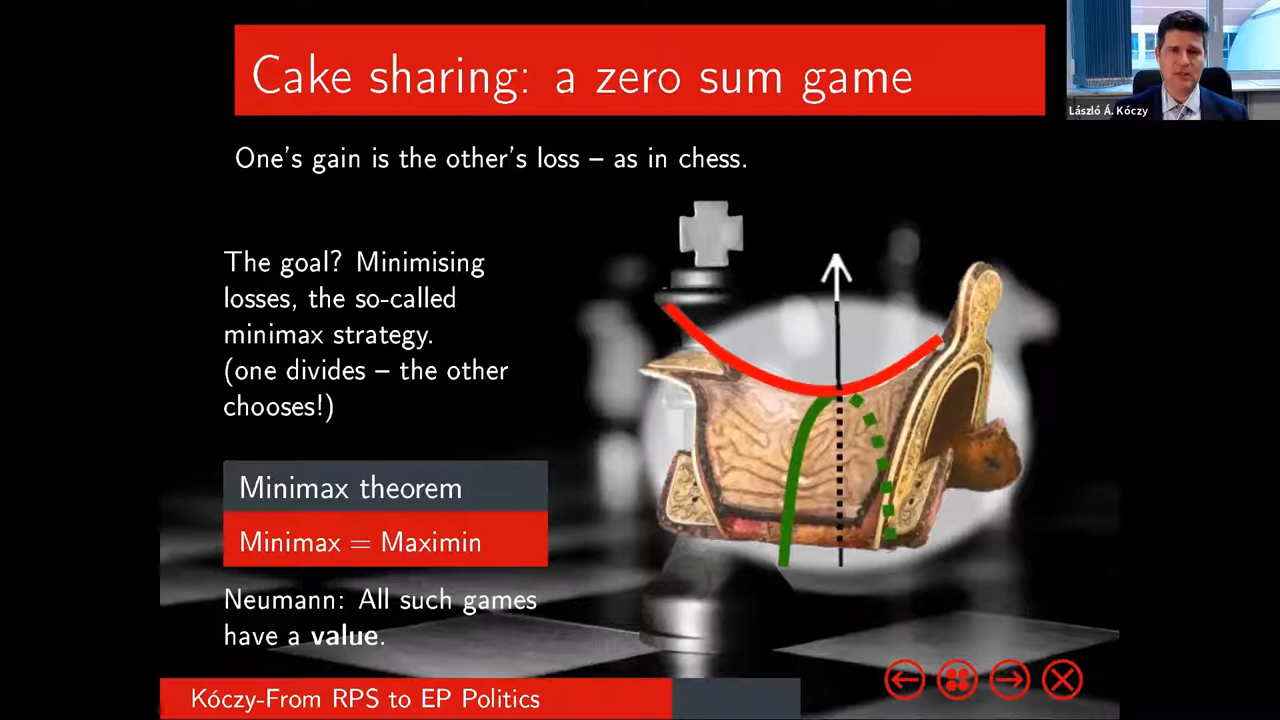 Cake sharing: a zero sum game
László Á. Kóczy
One's gain is the other's loss – as in chess.
The goal? Minimising
losses, the so-called
minimax strategy.
(one divides – the other
chooses!)
Minimax theorem
Minimax = Maximin
Neumann: All such games
have a value.
Kóczy-From RPS to EP Politics